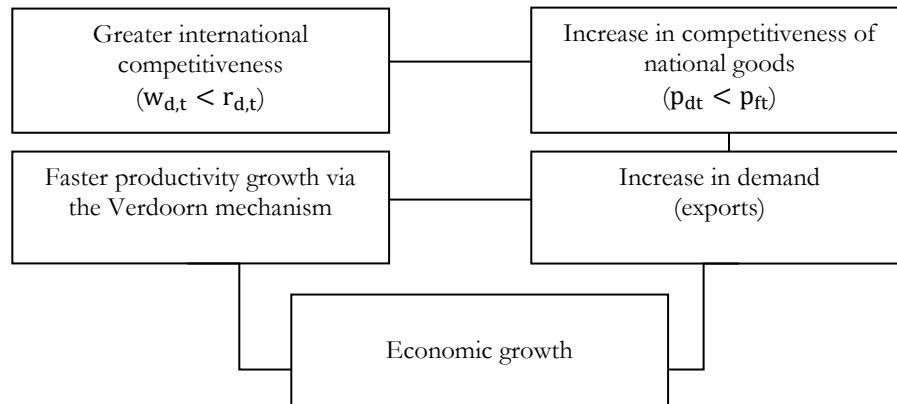 Greater international
competitiveness
(w_{d,t} < r_{d,t})
Increase in competitiveness of
national goods
(p_{dt} < p_{ft})
Faster productivity growth via
the Verdoorn mechanism
Increase in demand
(exports)
Economic growth